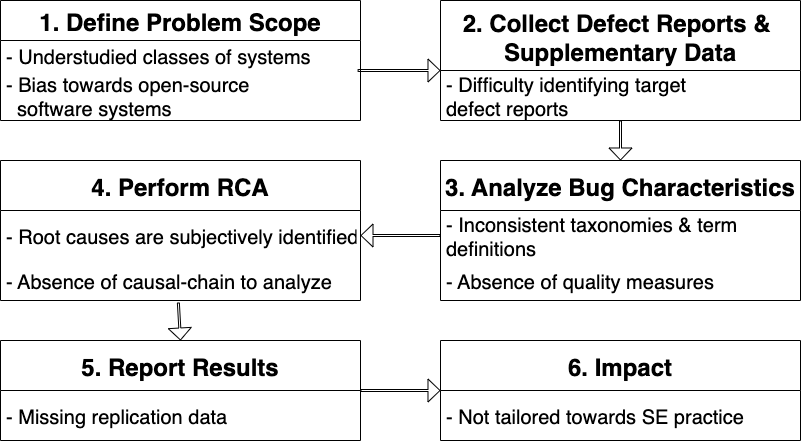 1. Define Problem Scope
- Understudied classes of systems
- Bias towards open-source
software systems
2. Collect Defect Reports &
Supplementary Data
- Difficulty identifying target
defect reports
3. Analyze Bug Characteristics
- Inconsistent taxonomies & term
definitions
- Absence of quality measures
4. Perform RCA
- Root causes are subjectively identified
- Absence of causal-chain to analyze
5. Report Results
- Missing replication data
6. Impact
- Not tailored towards SE practice